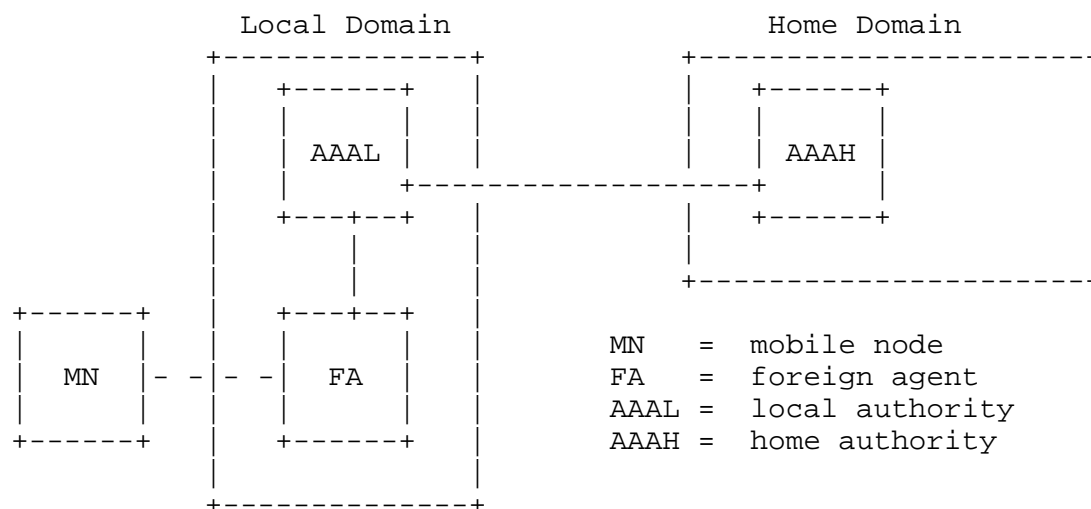 Local Domain Home Domain
AAAL AAAH
MN = mobile node
MN FA FA = foreign agent
AAAL = local authority
AAAH = home authority